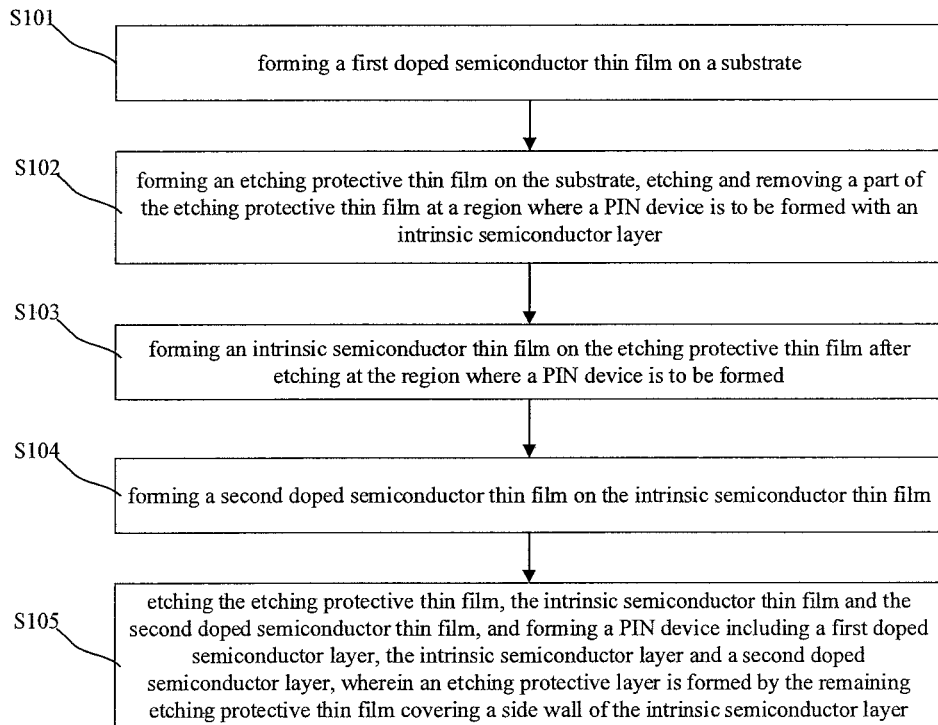 S101
forming a first doped semiconductor thin film on a substrate
S102
forming an etching protective thin film on the substrate, etching and removing a part of
the etching protective thin film at a region where a PIN device is to be formed with an
intrinsic semiconductor layer
S103
forming an intrinsic semiconductor thin film on the etching protective thin film after
etching at the region where a PIN device is to be formed
S104
forming a second doped semiconductor thin film on the intrinsic semiconductor thin film
S105
etching the etching protective thin film, the intrinsic semiconductor thin film and the
second doped semiconductor thin film, and forming a PIN device including a first doped
semiconductor layer, the intrinsic semiconductor layer and a second doped
semiconductor layer, wherein an etching protective layer is formed by the remaining
etching protective thin film covering a side wall of the intrinsic semiconductor layer